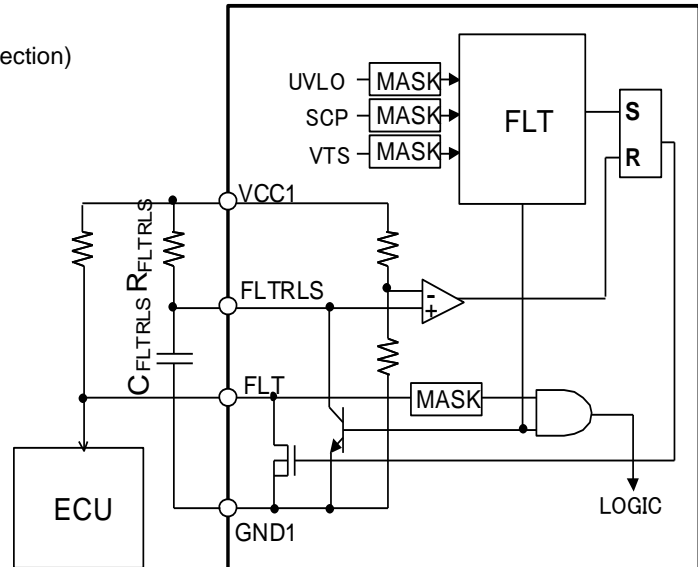 ection)
UVLO MASK
SCP MASK
VTS MASK
FLT
S
R
VCC1
RFLTRLS
CFLTRLS
FLTRLS
-
+
FLT
MASK
ECU
GND1
LOGIC